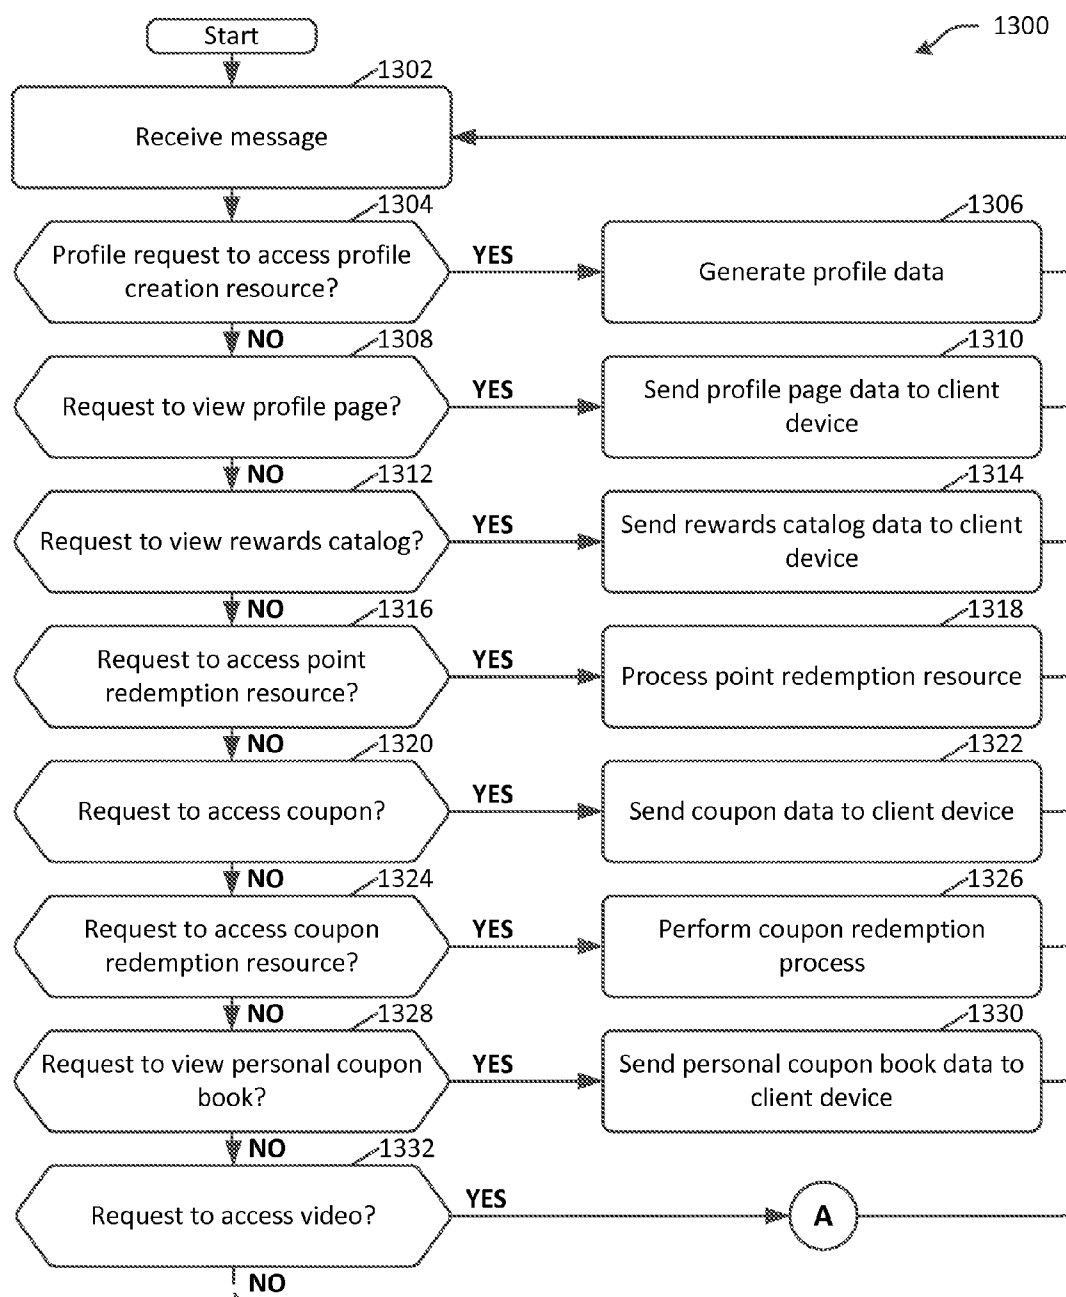 Start
1300
1302
Receive message
1304
Profile request to access profile
creation resource?
YES
1306
Generate profile data
NO
1308
Request to view profile page?
YES
1310
Send profile page data to client
device
NO
1312
Request to view rewards catalog?
YES
1314
Send rewards catalog data to client
device
NO
1316
Request to access point
redemption resource?
YES
1318
Process point redemption resource
NO
1320
Request to access coupon?
YES
1322
Send coupon data to client device
NO
1324
Request to access coupon
redemption resource?
YES
1326
Perform coupon redemption
process
NO
1328
Request to view personal coupon
book?
YES
1330
Send personal coupon book data to
client device
NO
1332
Request to access video?
YES
A
NO